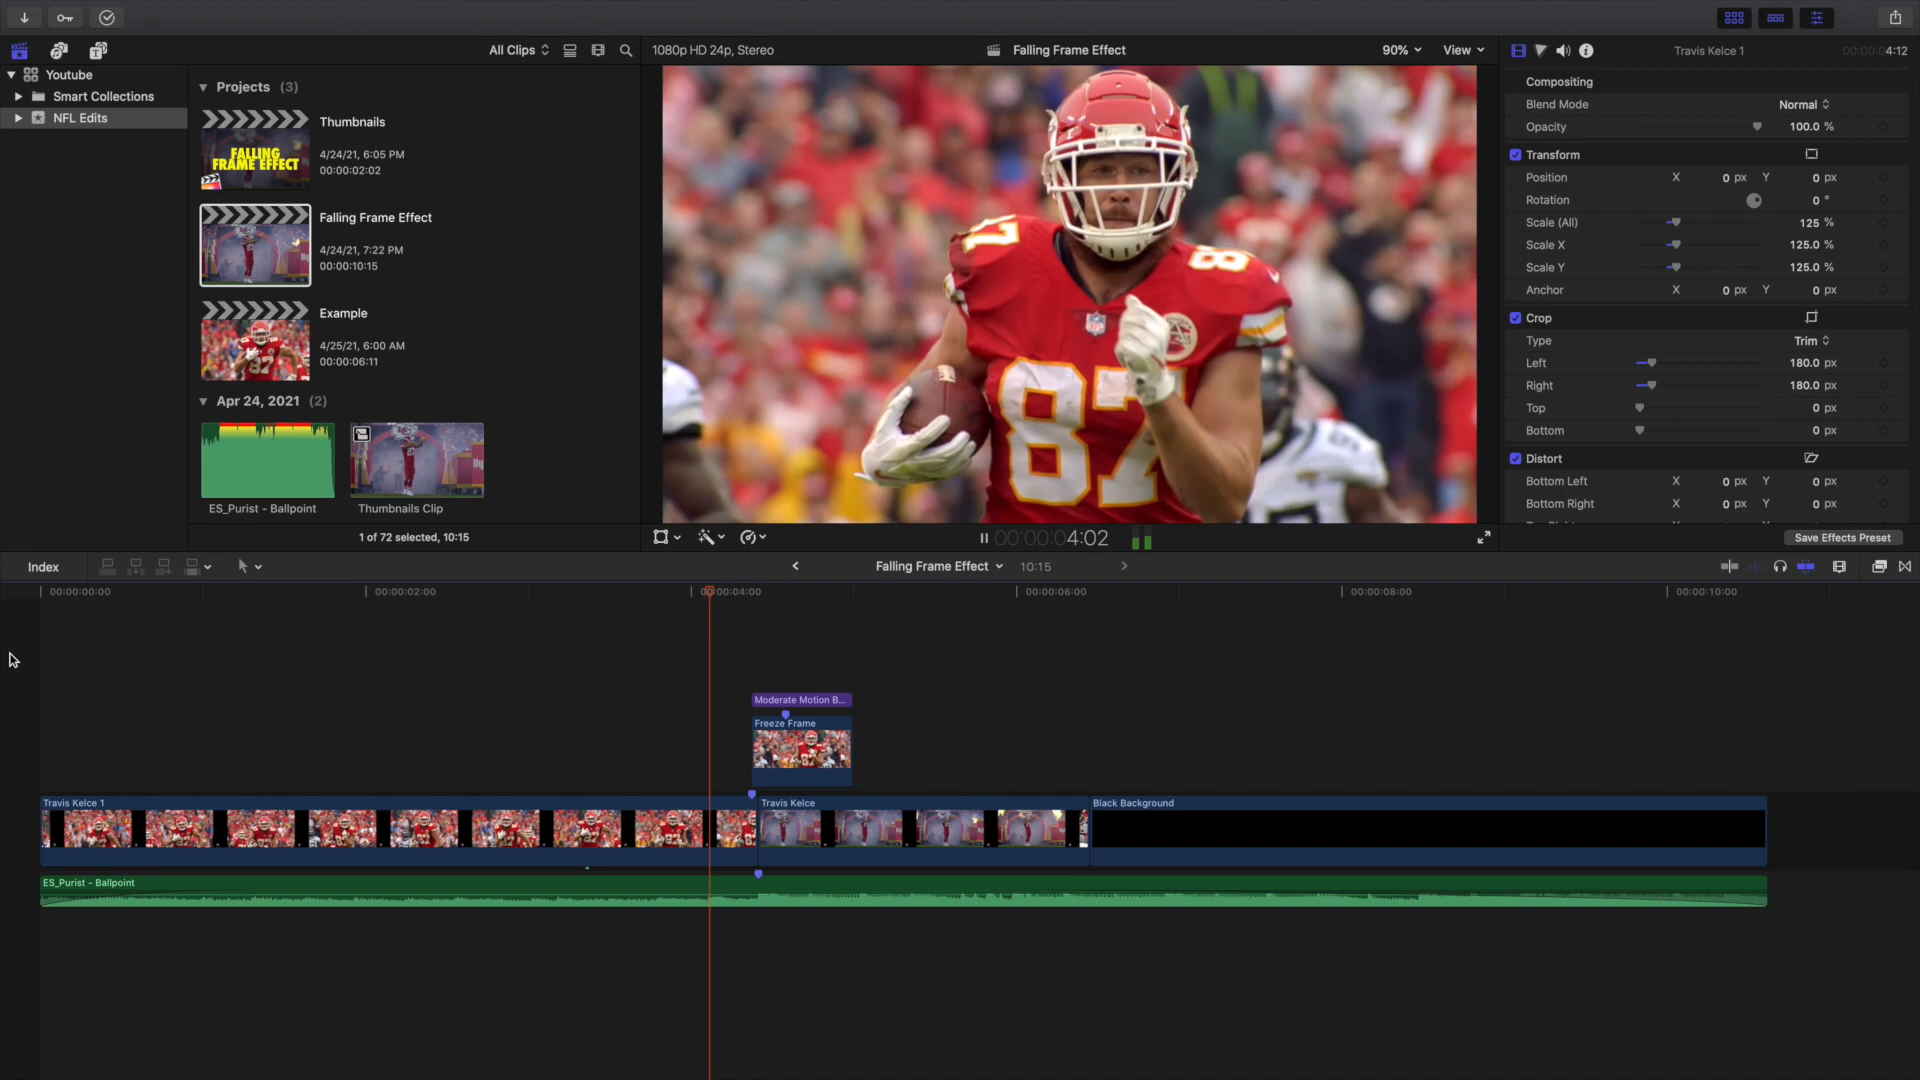 All Clips
1080p HD 24p, Stereo
Falling Frame Effect
90%
View
Travis Kelce 1
00:00:04:12
Youtube
Smart Collections
NFL Edits
Projects (3)
Thumbnails
4/24/21, 6:05 PM
00:00:02:02
FALLING
FRAME EFFECT
Falling Frame Effect
4/24/21, 7:22 PM
00:00:10:15
Example
4/25/21, 6:00 AM
00:00:06:11
Apr 24, 2021 (2)
ES_Purist - Ballpoint
Thumbnails Clip
1 of 72 selected, 10:15
87
87
87
NFL
00:00:04:02
Compositing
Blend Mode Normal
Opacity 100.0 %
Transform
Position X 0 px Y 0 px
Rotation 0 °
Scale (All) 125 %
Scale X 125.0 %
Scale Y 125.0 %
Anchor X 0 px Y 0 px
Crop
Type Trim
Left 180.0 px
Right 180.0 px
Top 0 px
Bottom 0 px
Distort
Bottom Left X 0 px Y 0 px
Bottom Right X 0 px Y 0 px
Save Effects Preset
Index
Falling Frame Effect
10:15
00:00:00:00
00:00:02:00
00:00:04:00
00:00:06:00
00:00:08:00
00:00:10:00
Moderate Motion B...
Freeze Frame
Travis Kelce 1
Travis Kelce
Black Background
ES_Purist - Ballpoint